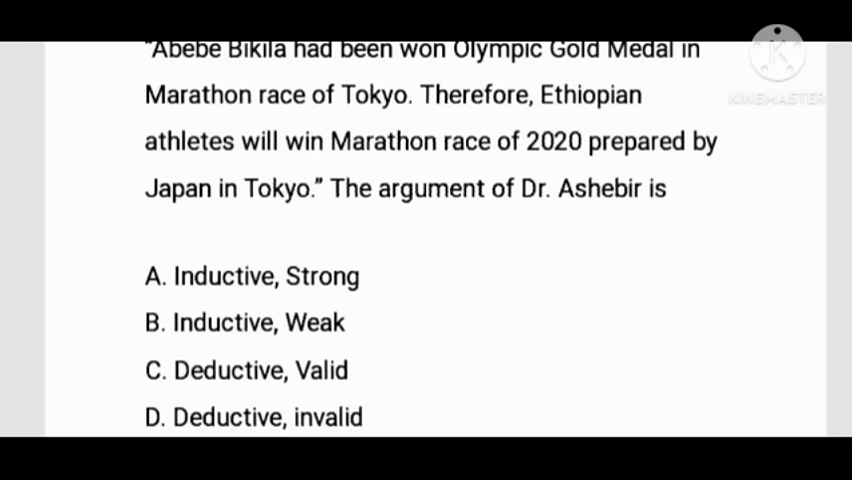 "Abebe Bikila had been won Olympic Gold Medal in
Marathon race of Tokyo. Therefore, Ethiopian
athletes will win Marathon race of 2020 prepared by
Japan in Tokyo." The argument of Dr. Ashebir is
A. Inductive, Strong
B. Inductive, Weak
C. Deductive, Valid
D. Deductive, invalid
K
KINEMASTER